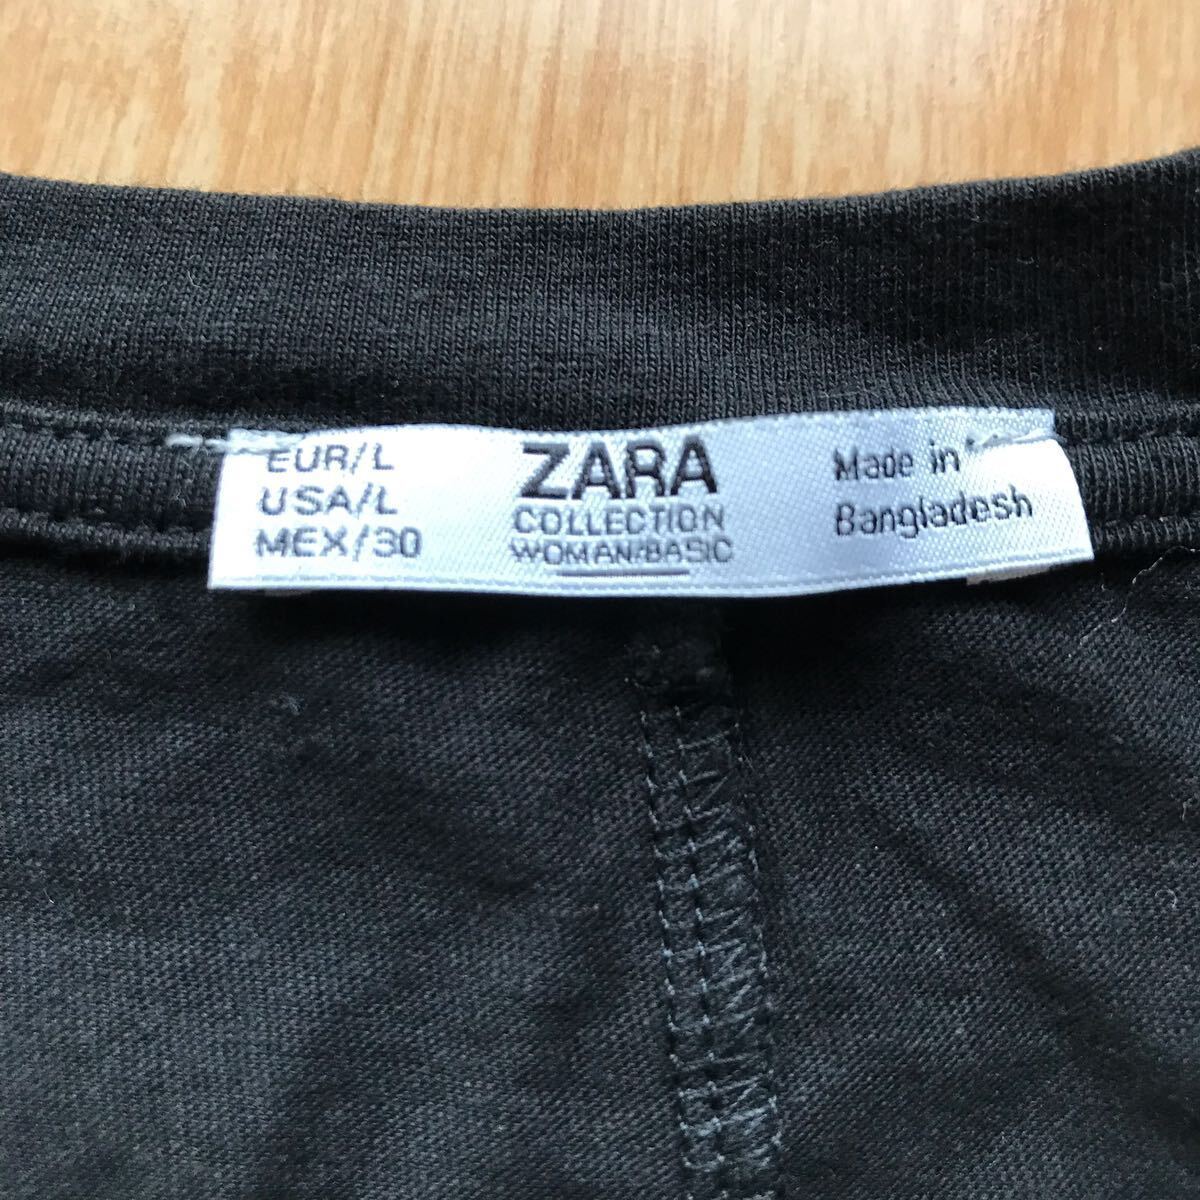 EUR/L
USA/L
MEX/30
ZARA
COLLECTION
WOMAN/BASIC
Made in
Bangladesh